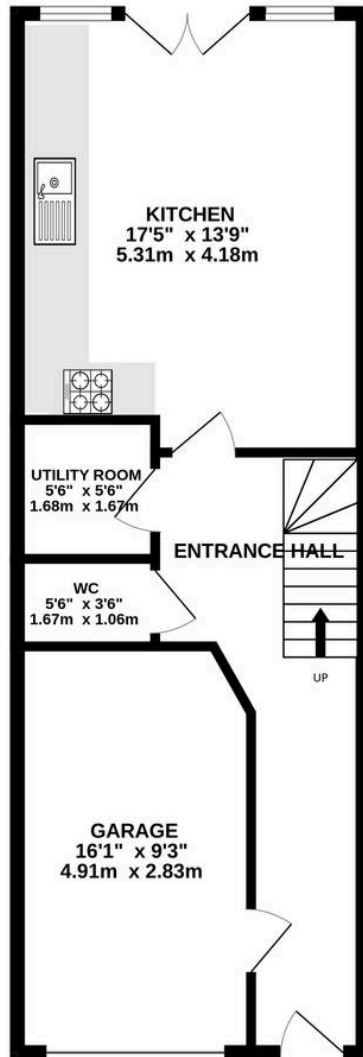 KITCHEN
17'5" x 13'9"
5.31m x 4.18m
UTILITY ROOM
5'6" x 5'6"
1.68m x 1.67m
ENTRANCE HALL
WC
5'6" x 3'6"
1.67m x 1.06m
UP
GARAGE
16'1" x 9'3"
4.91m x 2.83m